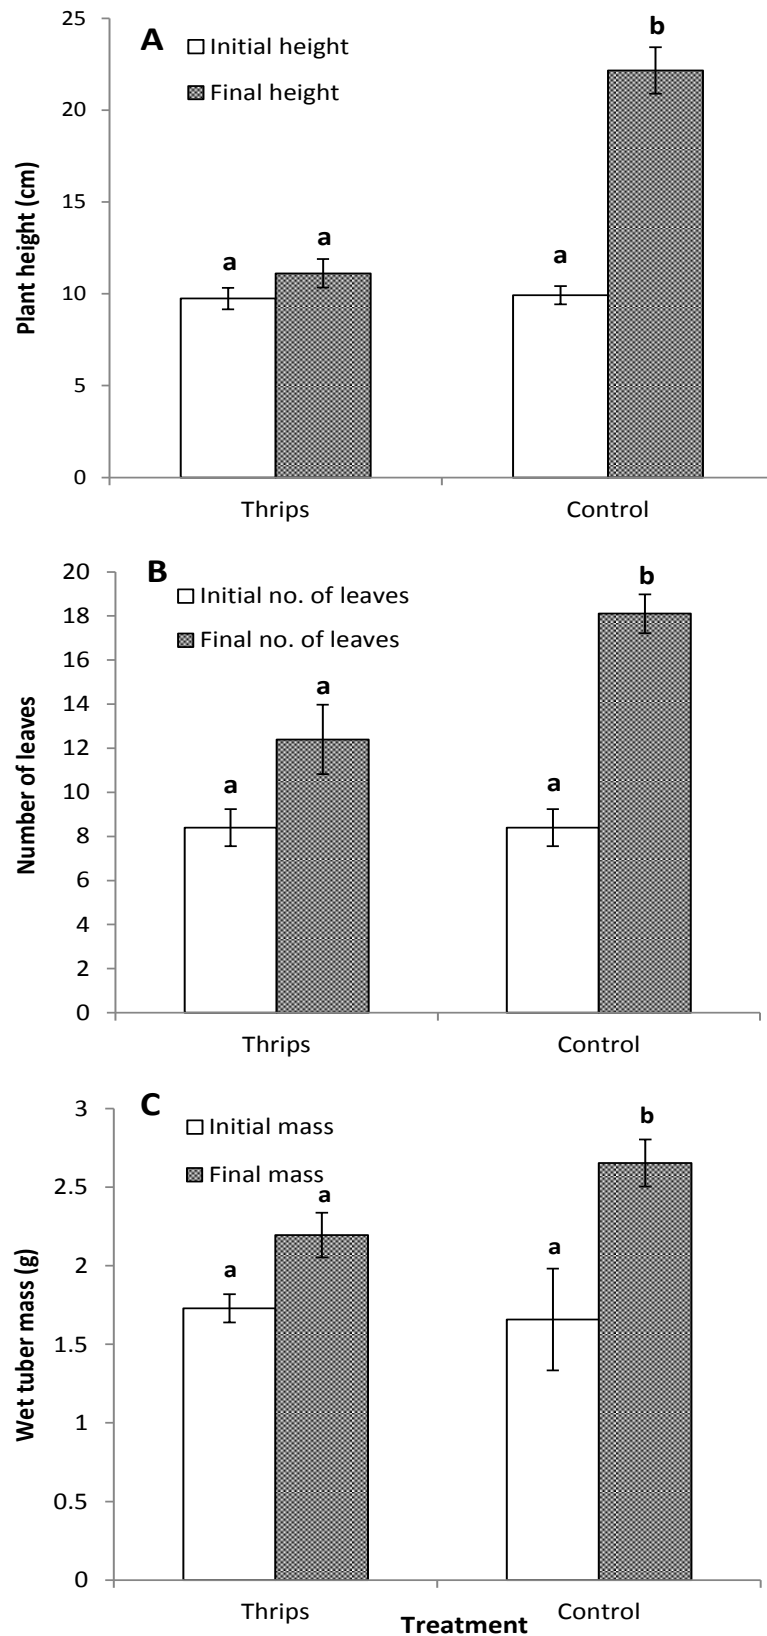 A
Initial height
Final height
25
20
15
10
5
0
Plant height (cm)
a
a
a
b
Thrips
Control
B
Initial no. of leaves
Final no. of leaves
20
18
16
14
12
10
8
6
4
2
0
Number of leaves
a
a
a
b
Thrips
Control
C
Initial mass
Final mass
3
2.5
2
1.5
1
0.5
0
Wet tuber mass (g)
a
a
a
b
Thrips
Control
Treatment